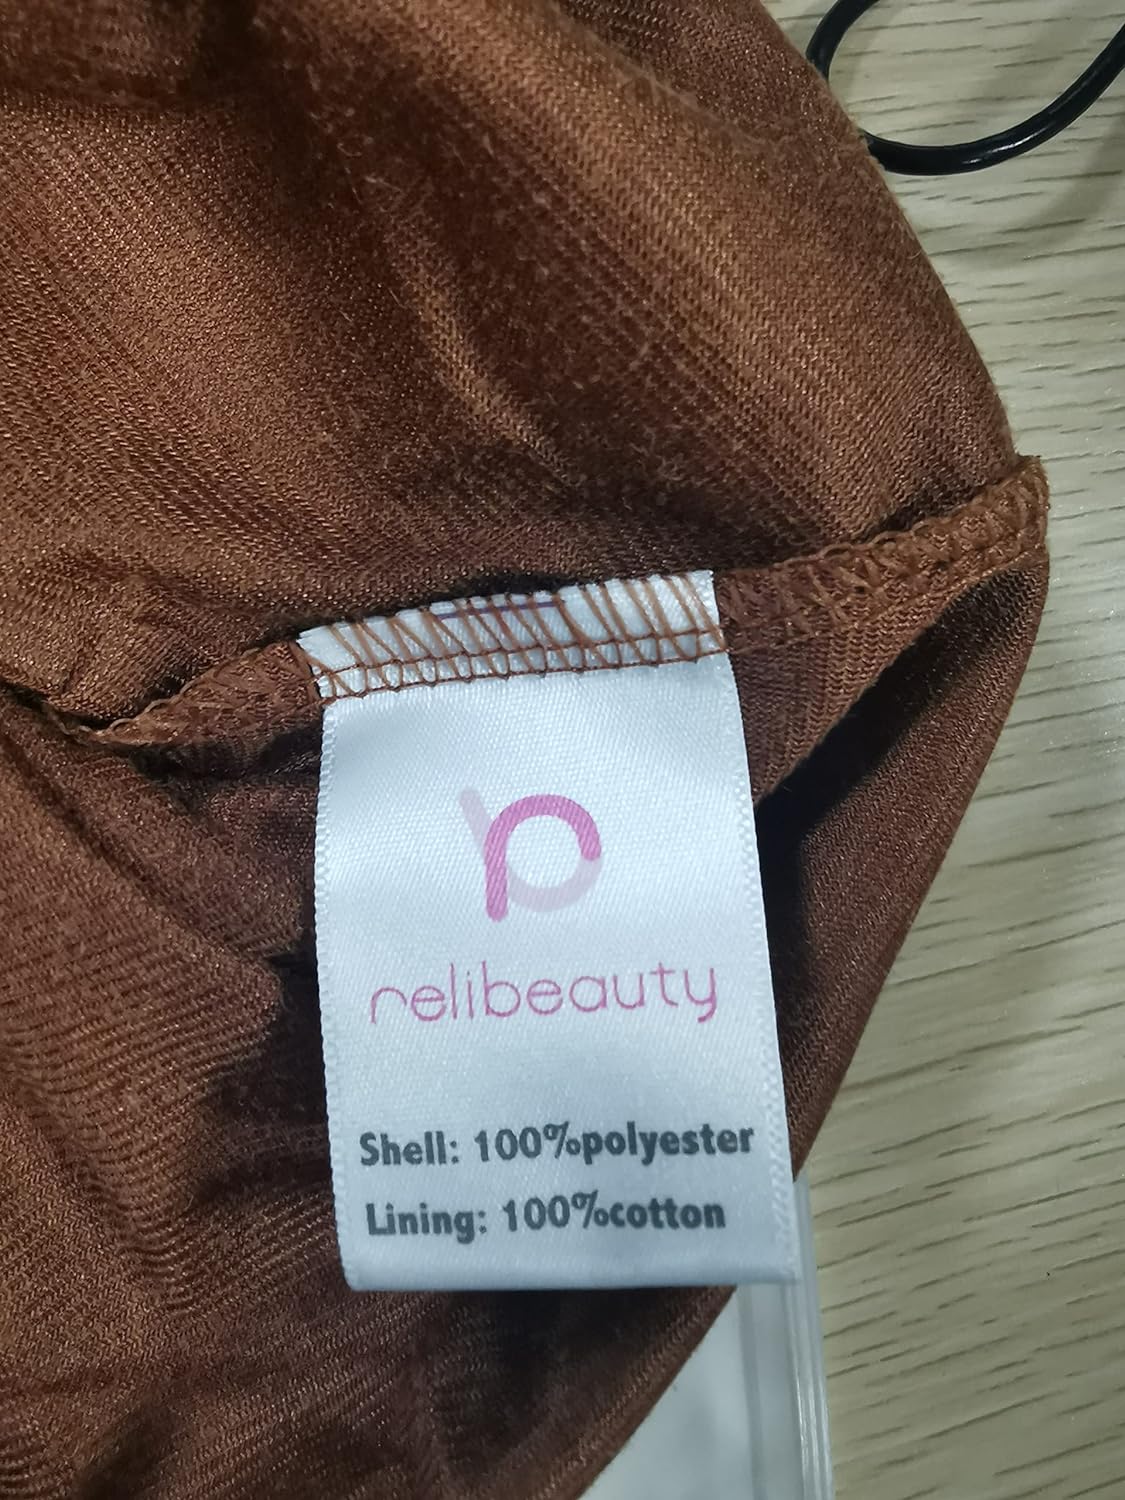 relibeauty
Shell: 100%polyester
Lining: 100%cotton